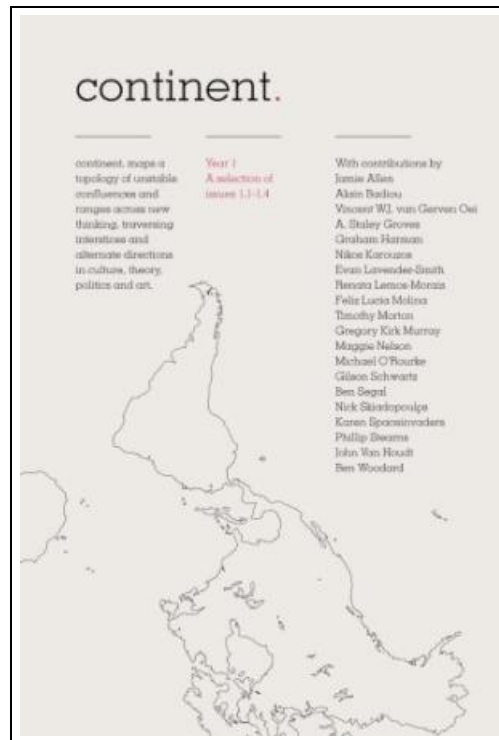 continent.
continent. maps a
topology of unstable
confluences and
ranges across new
thinking, traversing
interstices and
alternate directions
in culture, theory,
politics and art.
Year 1
A selection of
issues 1.1-1.4
With contributions by
Jamie Allen
Alain Badiou
Vincent W.J. van Gerven Oei
A. Staley Groves
Graham Harman
Nikos Karouzos
Evan Lavender-Smith
Renata Lemos-Morais
Feliz Lucia Molina
Timothy Morton
Gregory Kirk Murray
Maggie Nelson
Michael O'Rourke
Gilson Schwartz
Ben Segal
Nick Skiadopoulos
Karen Spaceinvaders
Phillip Stearns
John Van Houdt
Ben Woodard